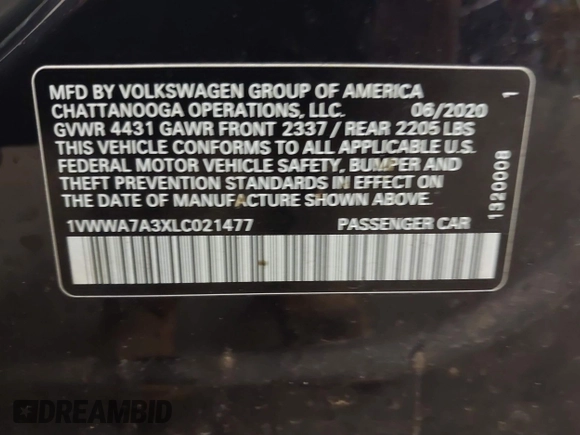 MFD BY VOLKSWAGEN GROUP OF AMERICA
CHATTANOOGA OPERATIONS, LLC. 06/2020
GVWR 4431 GAWR FRONT 2337 / REAR 2205 LBS
THIS VEHICLE CONFORMS TO ALL APPLICABLE U.S.
FEDERAL MOTOR VEHICLE SAFETY, BUMPER AND
THEFT PREVENTION STANDARDS IN EFFECT ON
THE DATE OF MANUFACTURE SHOWN ABOVE.
1VWWA7A3XLC021477 PASSENGER CAR
1920008 1
DREAMBID